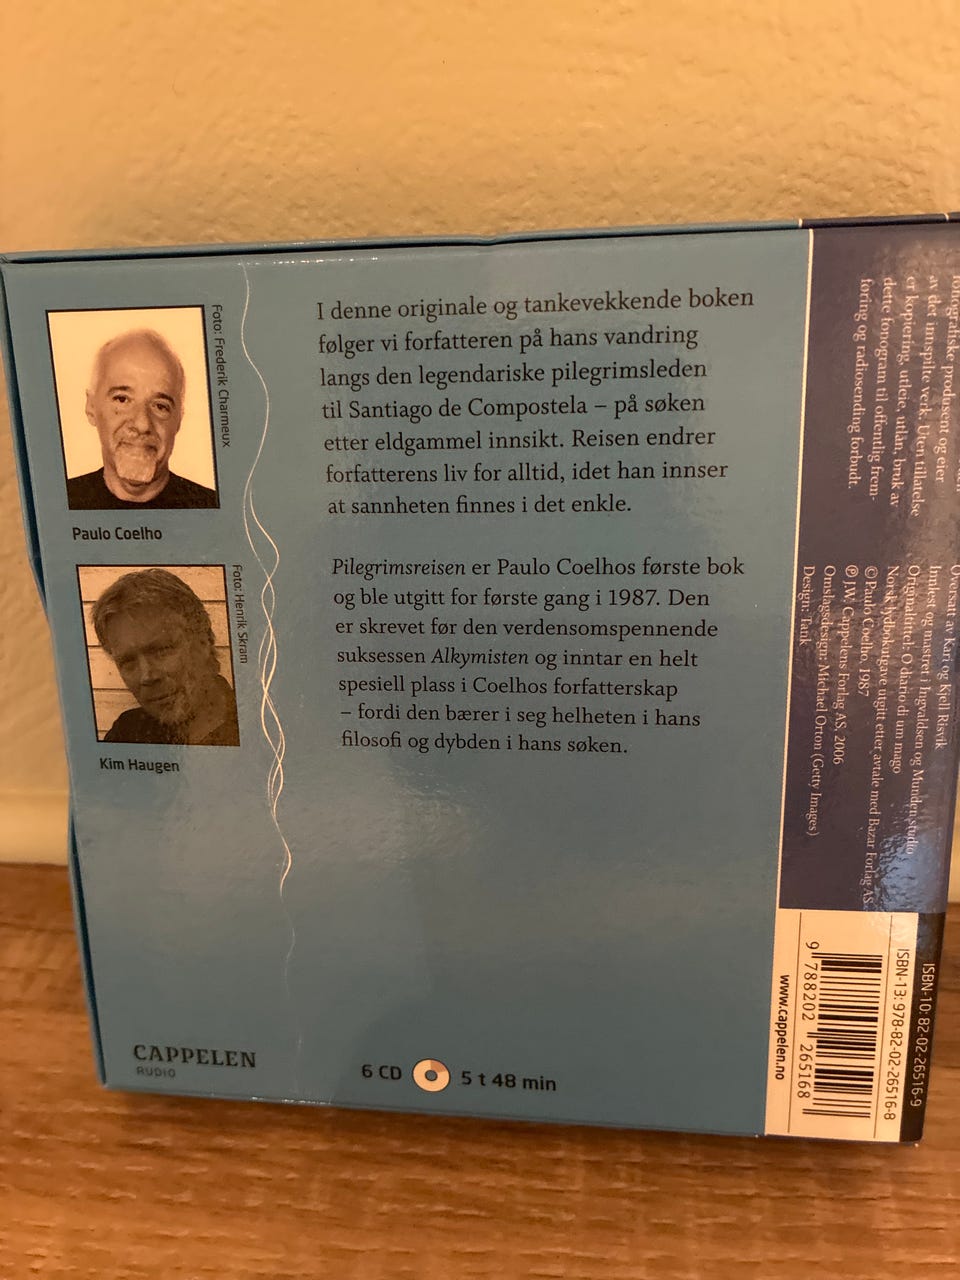 Foto: Frederik Charmeux
Paulo Coelho
Foto: Henrik Skram
Kim Haugen
I denne originale og tankevekkende boken
følger vi forfatteren på hans vandring
langs den legendariske pilegrimsleden
til Santiago de Compostela – på søken
etter eldgammel innsikt. Reisen endrer
forfatterens liv for alltid, idet han innser
at sannheten finnes i det enkle.
Pilegrimsreisen er Paulo Coelhos første bok
og ble utgitt for første gang i 1987. Den
er skrevet før den verdensomspennende
suksessen Alkymisten og inntar en helt
spesiell plass i Coelhos forfatterskap
– fordi den bærer i seg helheten i hans
filosofi og dybden i hans søken.
CAPPELEN
AUDIO
6 CD
5 t 48 min
fonografiske produsent og eier
av det innspilte verk. Uten tillatelse
er kopiering, utleie, utlån, bruk av
dette fonogram til offentlig frem-
føring og radiosending forbudt.
Oversatt av Kari og Kjell Risvik
Innlest og mastret i Ingvaldsen og Munden studio
Originaltittel: O diario di um mago
Norsk lydbokutgave utgitt etter avtale med Bazar Forlag AS.
© Paulo Coelho, 1987
℗ J.W. Cappelens Forlag AS, 2006
Omslagsdesign: Michael Orton (Getty Images)
Design: Tank
ISBN-10: 82-02-26516-9
ISBN-13: 978-82-02-26516-8
9 788202 265168
www.cappelen.no